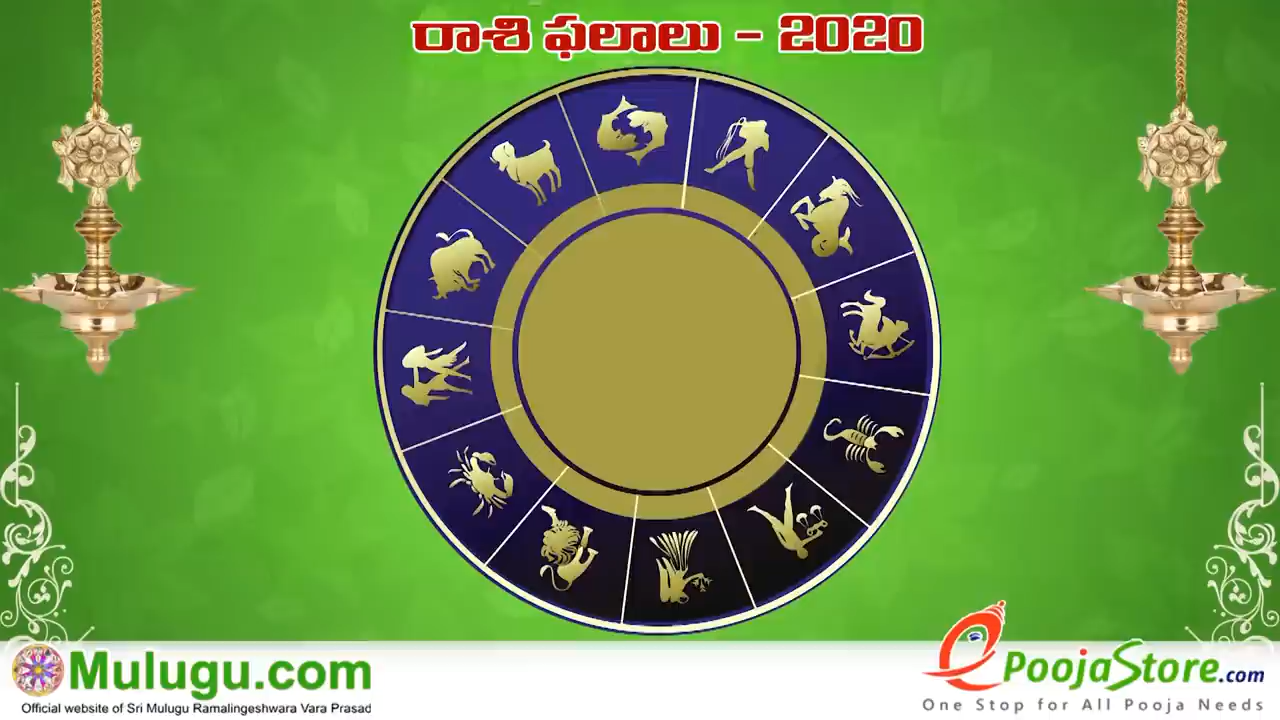 రాశి ఫలాలు - 2020
Mulugu.com
Official website of Sri Mulugu Ramalingeshwara Vara Prasad
ePoojaStore.com
One Stop for All Pooja Needs